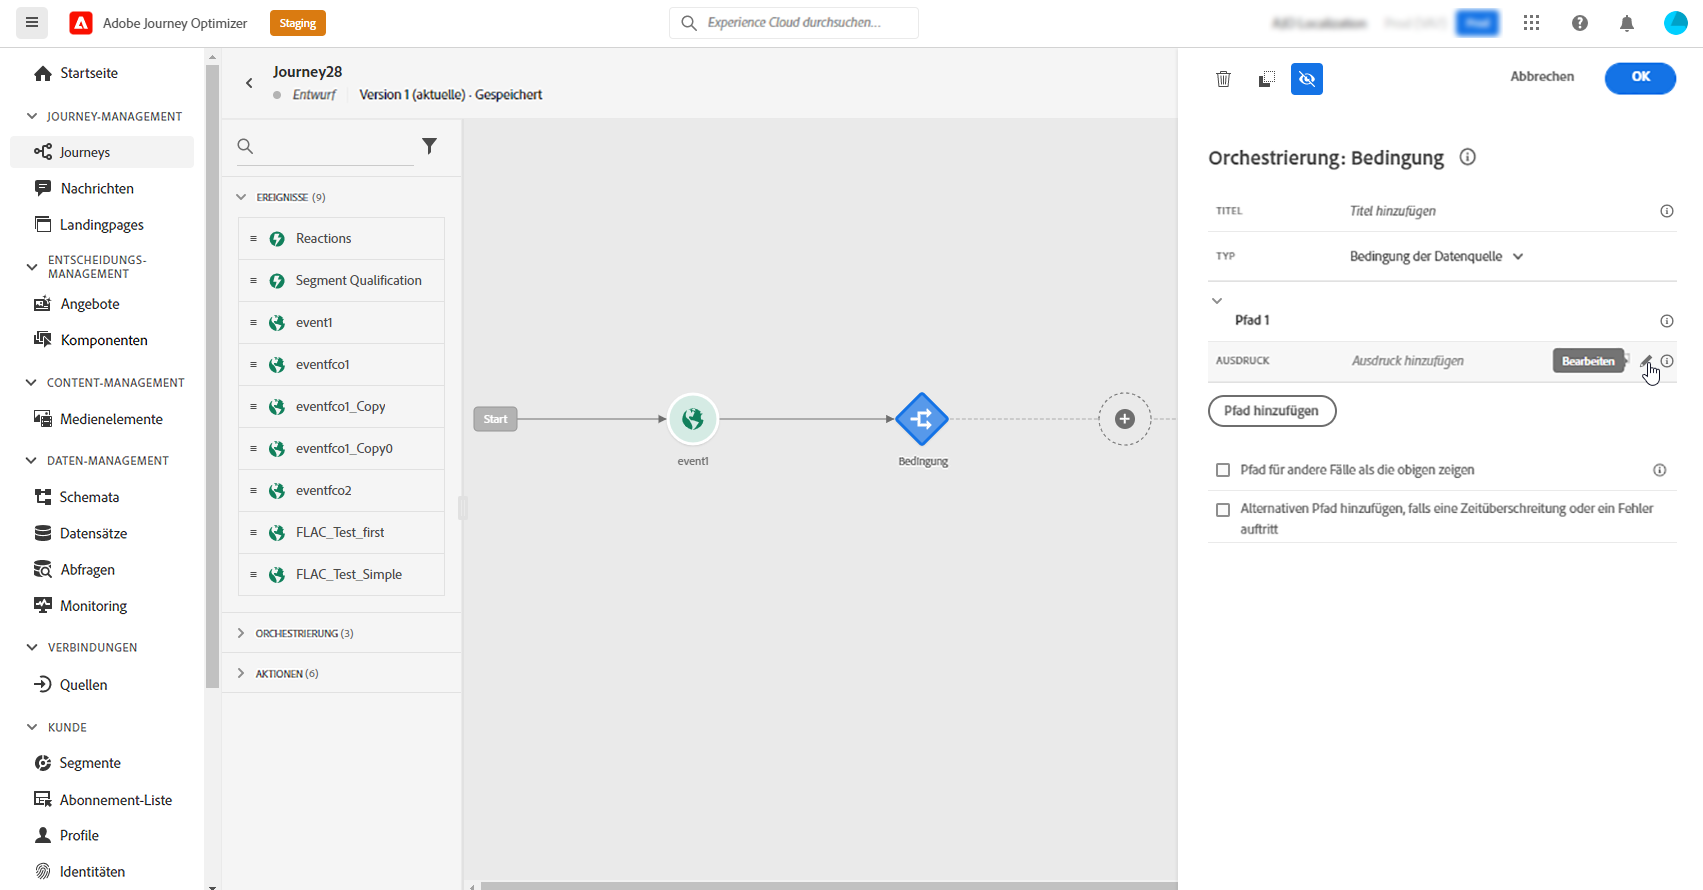 Adobe Journey Optimizer
Staging
Experience Cloud durchsuchen...
Startseite
JOURNEY-MANAGEMENT
Journeys
Nachrichten
Landingpages
ENTSCHEIDUNGS-
MANAGEMENT
Angebote
Komponenten
CONTENT-MANAGEMENT
Medienelemente
DATEN-MANAGEMENT
Schemata
Datensätze
Abfragen
Monitoring
VERBINDUNGEN
Quellen
KUNDE
Segmente
Abonnement-Liste
Profile
Identitäten
Journey28
Entwurf
Version 1 (aktuelle) · Gespeichert
EREIGNISSE (9)
Reactions
Segment Qualification
event1
eventfco1
eventfco1_Copy
eventfco1_Copy0
eventfco2
FLAC_Test_first
FLAC_Test_Simple
ORCHESTRIERUNG (3)
AKTIONEN (6)
Start
event1
Bedingung
Abbrechen
OK
Orchestrierung: Bedingung
TITEL
Titel hinzufügen
TYP
Bedingung der Datenquelle
Pfad 1
AUSDRUCK
Ausdruck hinzufügen
Bearbeiten
Pfad hinzufügen
Pfad für andere Fälle als die obigen zeigen
Alternativen Pfad hinzufügen, falls eine Zeitüberschreitung oder ein Fehler
auftritt